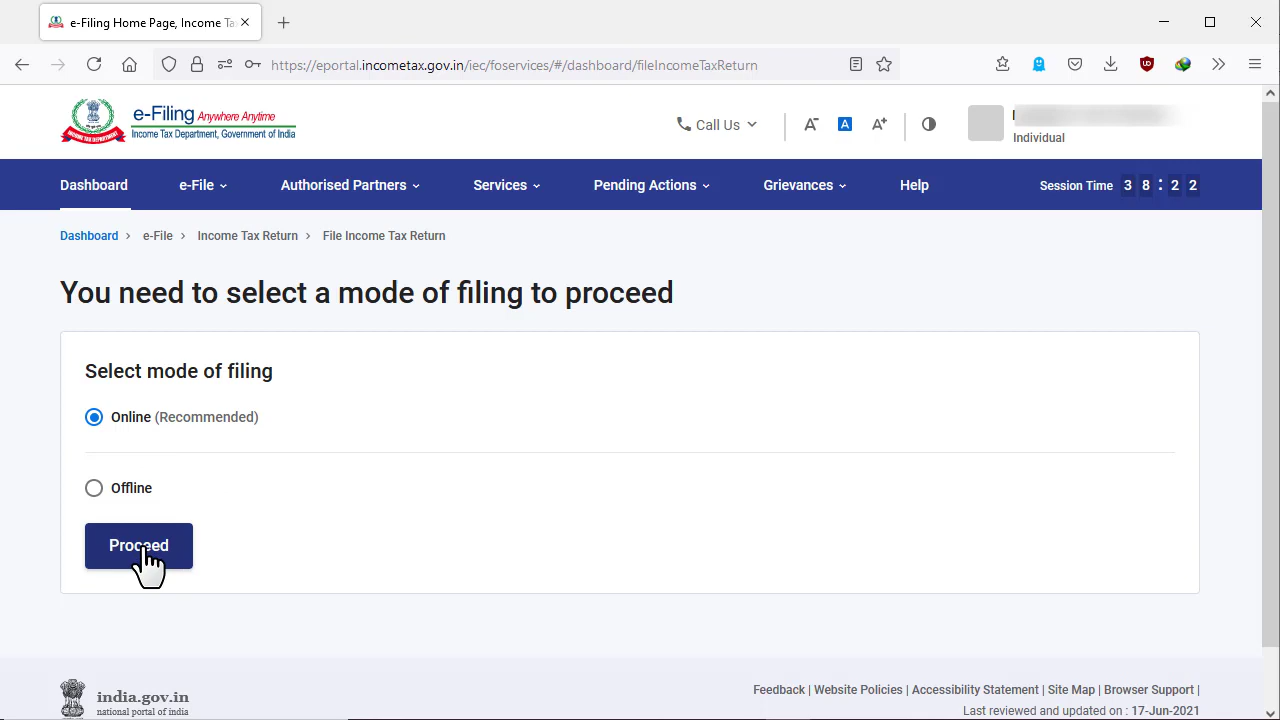 e-Filing Home Page, Income Ta
https://eportal.incometax.gov.in/iec/foservices/#/dashboard/fileIncomeTaxReturn
e-Filing Anywhere Anytime
Income Tax Department, Government of India
Call Us
A-
A
A+
Individual
Dashboard e-File Authorised Partners Services Pending Actions Grievances Help Session Time 3 8 : 2 2
Dashboard > e-File > Income Tax Return > File Income Tax Return
You need to select a mode of filing to proceed
Select mode of filing
Online (Recommended)
Offline
Proceed
india.gov.in
national portal of india
Feedback | Website Policies | Accessibility Statement | Site Map | Browser Support |
Last reviewed and updated on : 17-Jun-2021